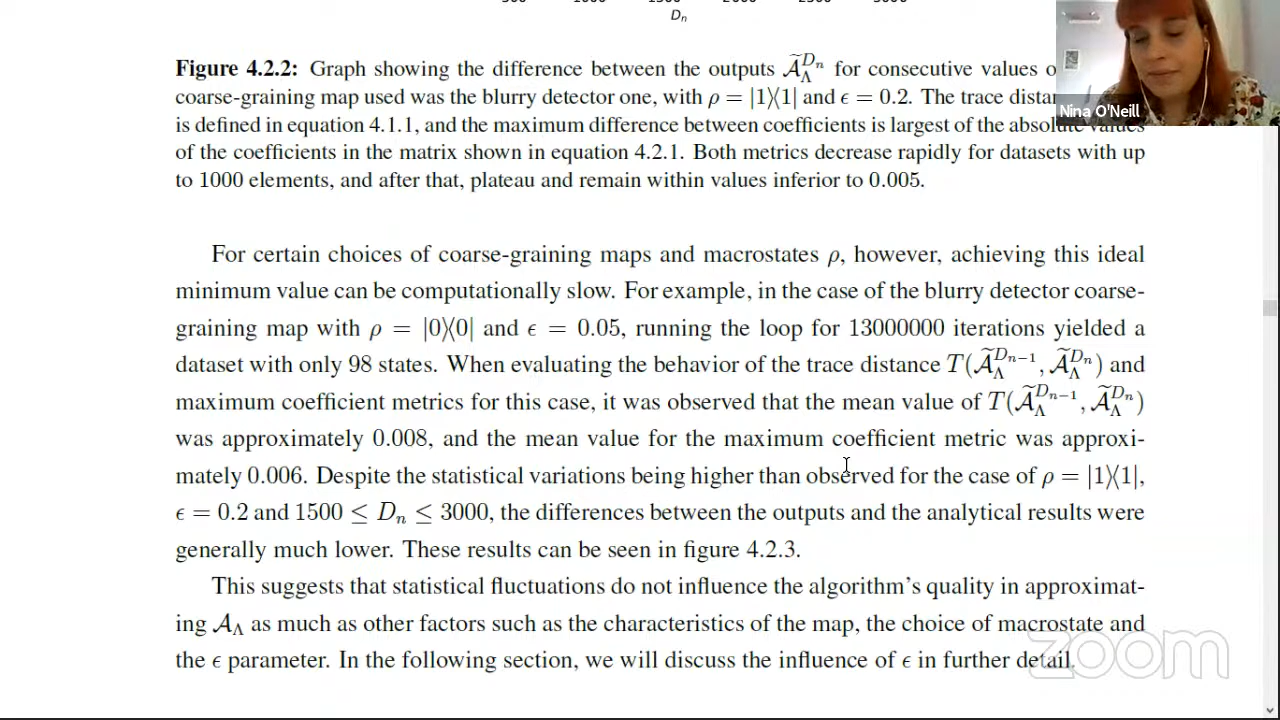 500 1000 1500 2000 2500 3000
Dₙ
Figure 4.2.2: Graph showing the difference between the outputs 𝒜̃_Λ^{Dₙ} for consecutive values o
coarse-graining map used was the blurry detector one, with ρ = |1⟩⟨1| and ϵ = 0.2. The trace distan
is defined in equation 4.1.1, and the maximum difference between coefficients is largest of the absolute values
of the coefficients in the matrix shown in equation 4.2.1. Both metrics decrease rapidly for datasets with up
to 1000 elements, and after that, plateau and remain within values inferior to 0.005.
Nina O'Neill
For certain choices of coarse-graining maps and macrostates ρ, however, achieving this ideal
minimum value can be computationally slow. For example, in the case of the blurry detector coarse-
graining map with ρ = |0⟩⟨0| and ϵ = 0.05, running the loop for 13000000 iterations yielded a
dataset with only 98 states. When evaluating the behavior of the trace distance T(𝒜̃_Λ^{Dₙ₋₁}, 𝒜̃_Λ^{Dₙ}) and
maximum coefficient metrics for this case, it was observed that the mean value of T(𝒜̃_Λ^{Dₙ₋₁}, 𝒜̃_Λ^{Dₙ})
was approximately 0.008, and the mean value for the maximum coefficient metric was approxi-
mately 0.006. Despite the statistical variations being higher than observed for the case of ρ = |1⟩⟨1|,
ϵ = 0.2 and 1500 ≤ Dₙ ≤ 3000, the differences between the outputs and the analytical results were
generally much lower. These results can be seen in figure 4.2.3.
This suggests that statistical fluctuations do not influence the algorithm's quality in approximat-
ing 𝒜_Λ as much as other factors such as the characteristics of the map, the choice of macrostate and
the ϵ parameter. In the following section, we will discuss the influence of ϵ in further detail.
zoom